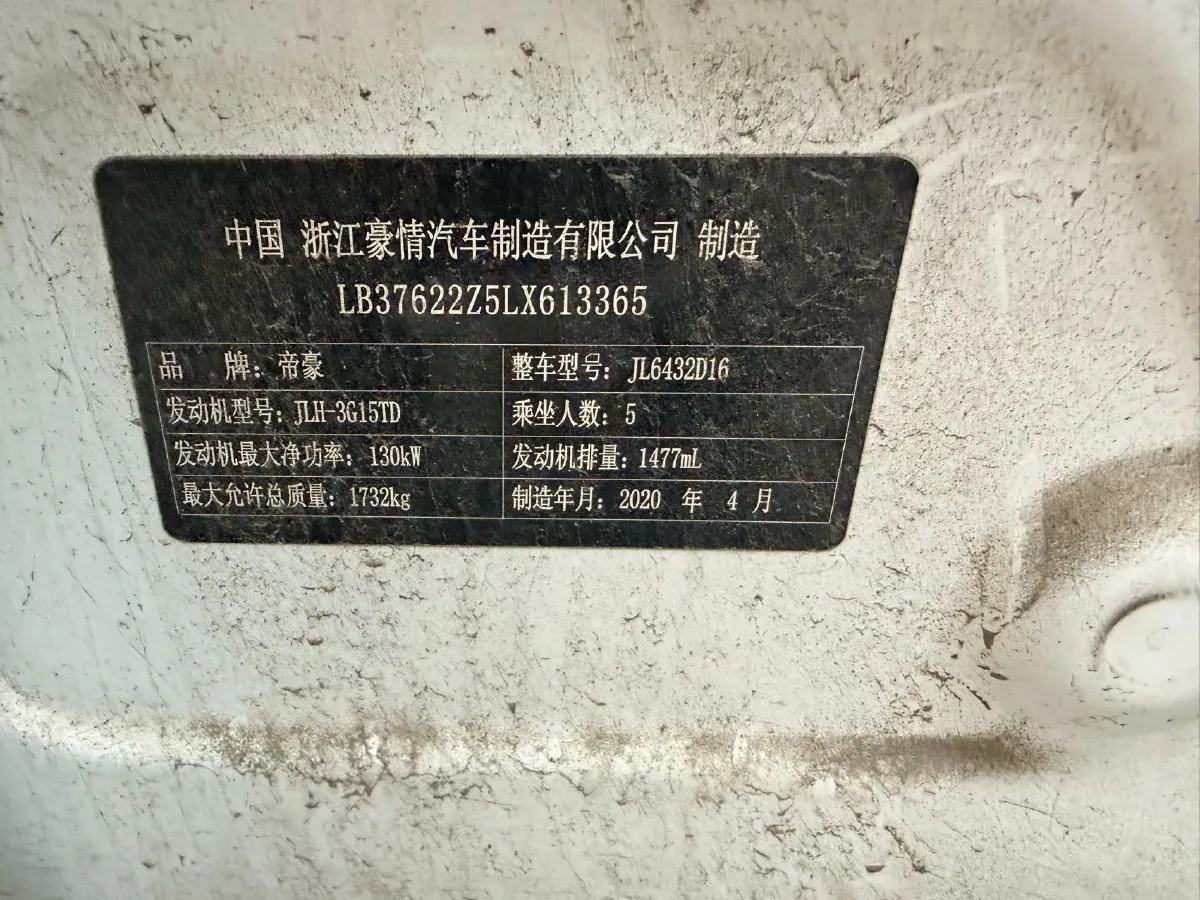 中国 浙江豪情汽车制造有限公司 制造
LB37622Z5LX613365
品 牌：帝豪 整车型号：JL6432D16
发动机型号：JLH-3G15TD 乘坐人数：5
发动机最大净功率：130kW 发动机排量：1477mL
最大允许总质量：1732kg 制造年月：2020 年 4 月